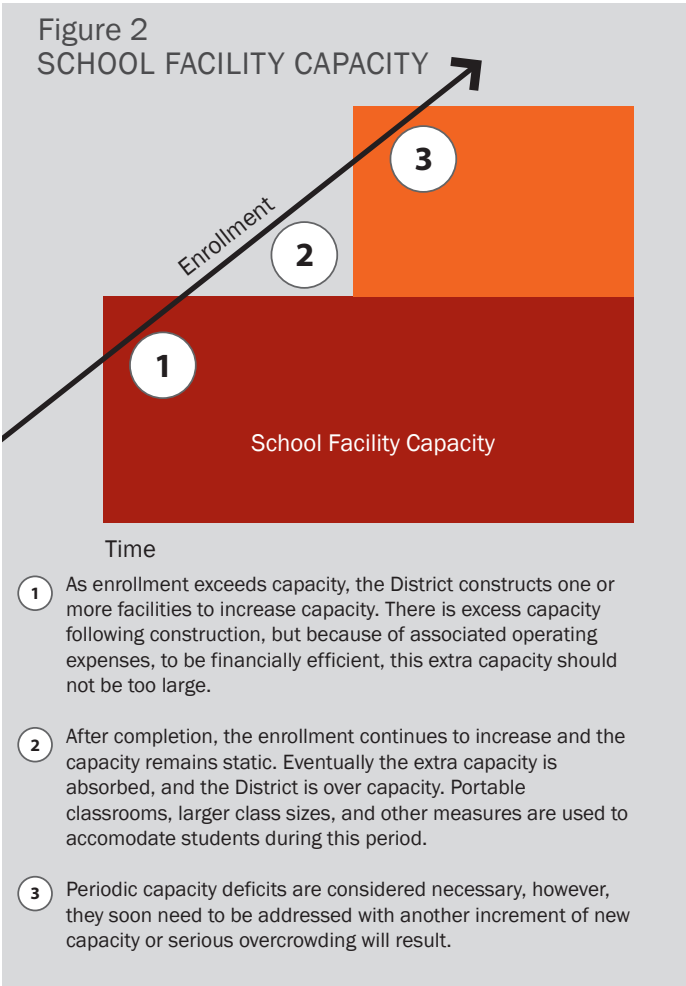 Figure 2
SCHOOL FACILITY CAPACITY
3
Enrollment
2
1
School Facility Capacity
Time
1 As enrollment exceeds capacity, the District constructs one or
more facilities to increase capacity. There is excess capacity
following construction, but because of associated operating
expenses, to be financially efficient, this extra capacity should
not be too large.
2 After completion, the enrollment continues to increase and the
capacity remains static. Eventually the extra capacity is
absorbed, and the District is over capacity. Portable
classrooms, larger class sizes, and other measures are used to
accomodate students during this period.
3 Periodic capacity deficits are considered necessary, however,
they soon need to be addressed with another increment of new
capacity or serious overcrowding will result.